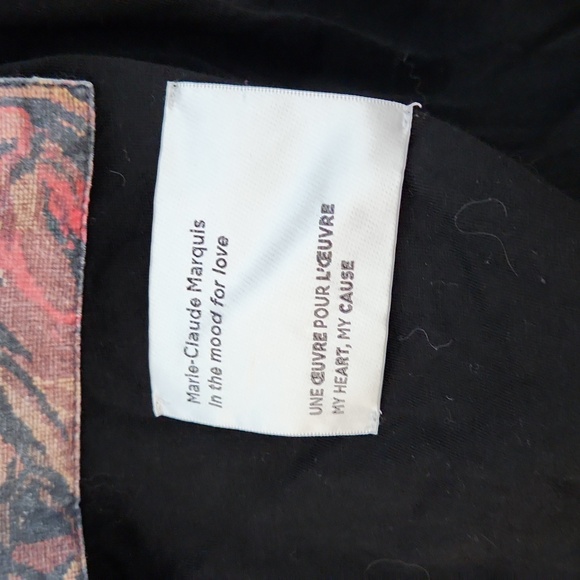 Marie-Claude Marquis
In the mood for love
UNE ŒUVRE POUR L'ŒUVRE
MY HEART, MY CAUSE